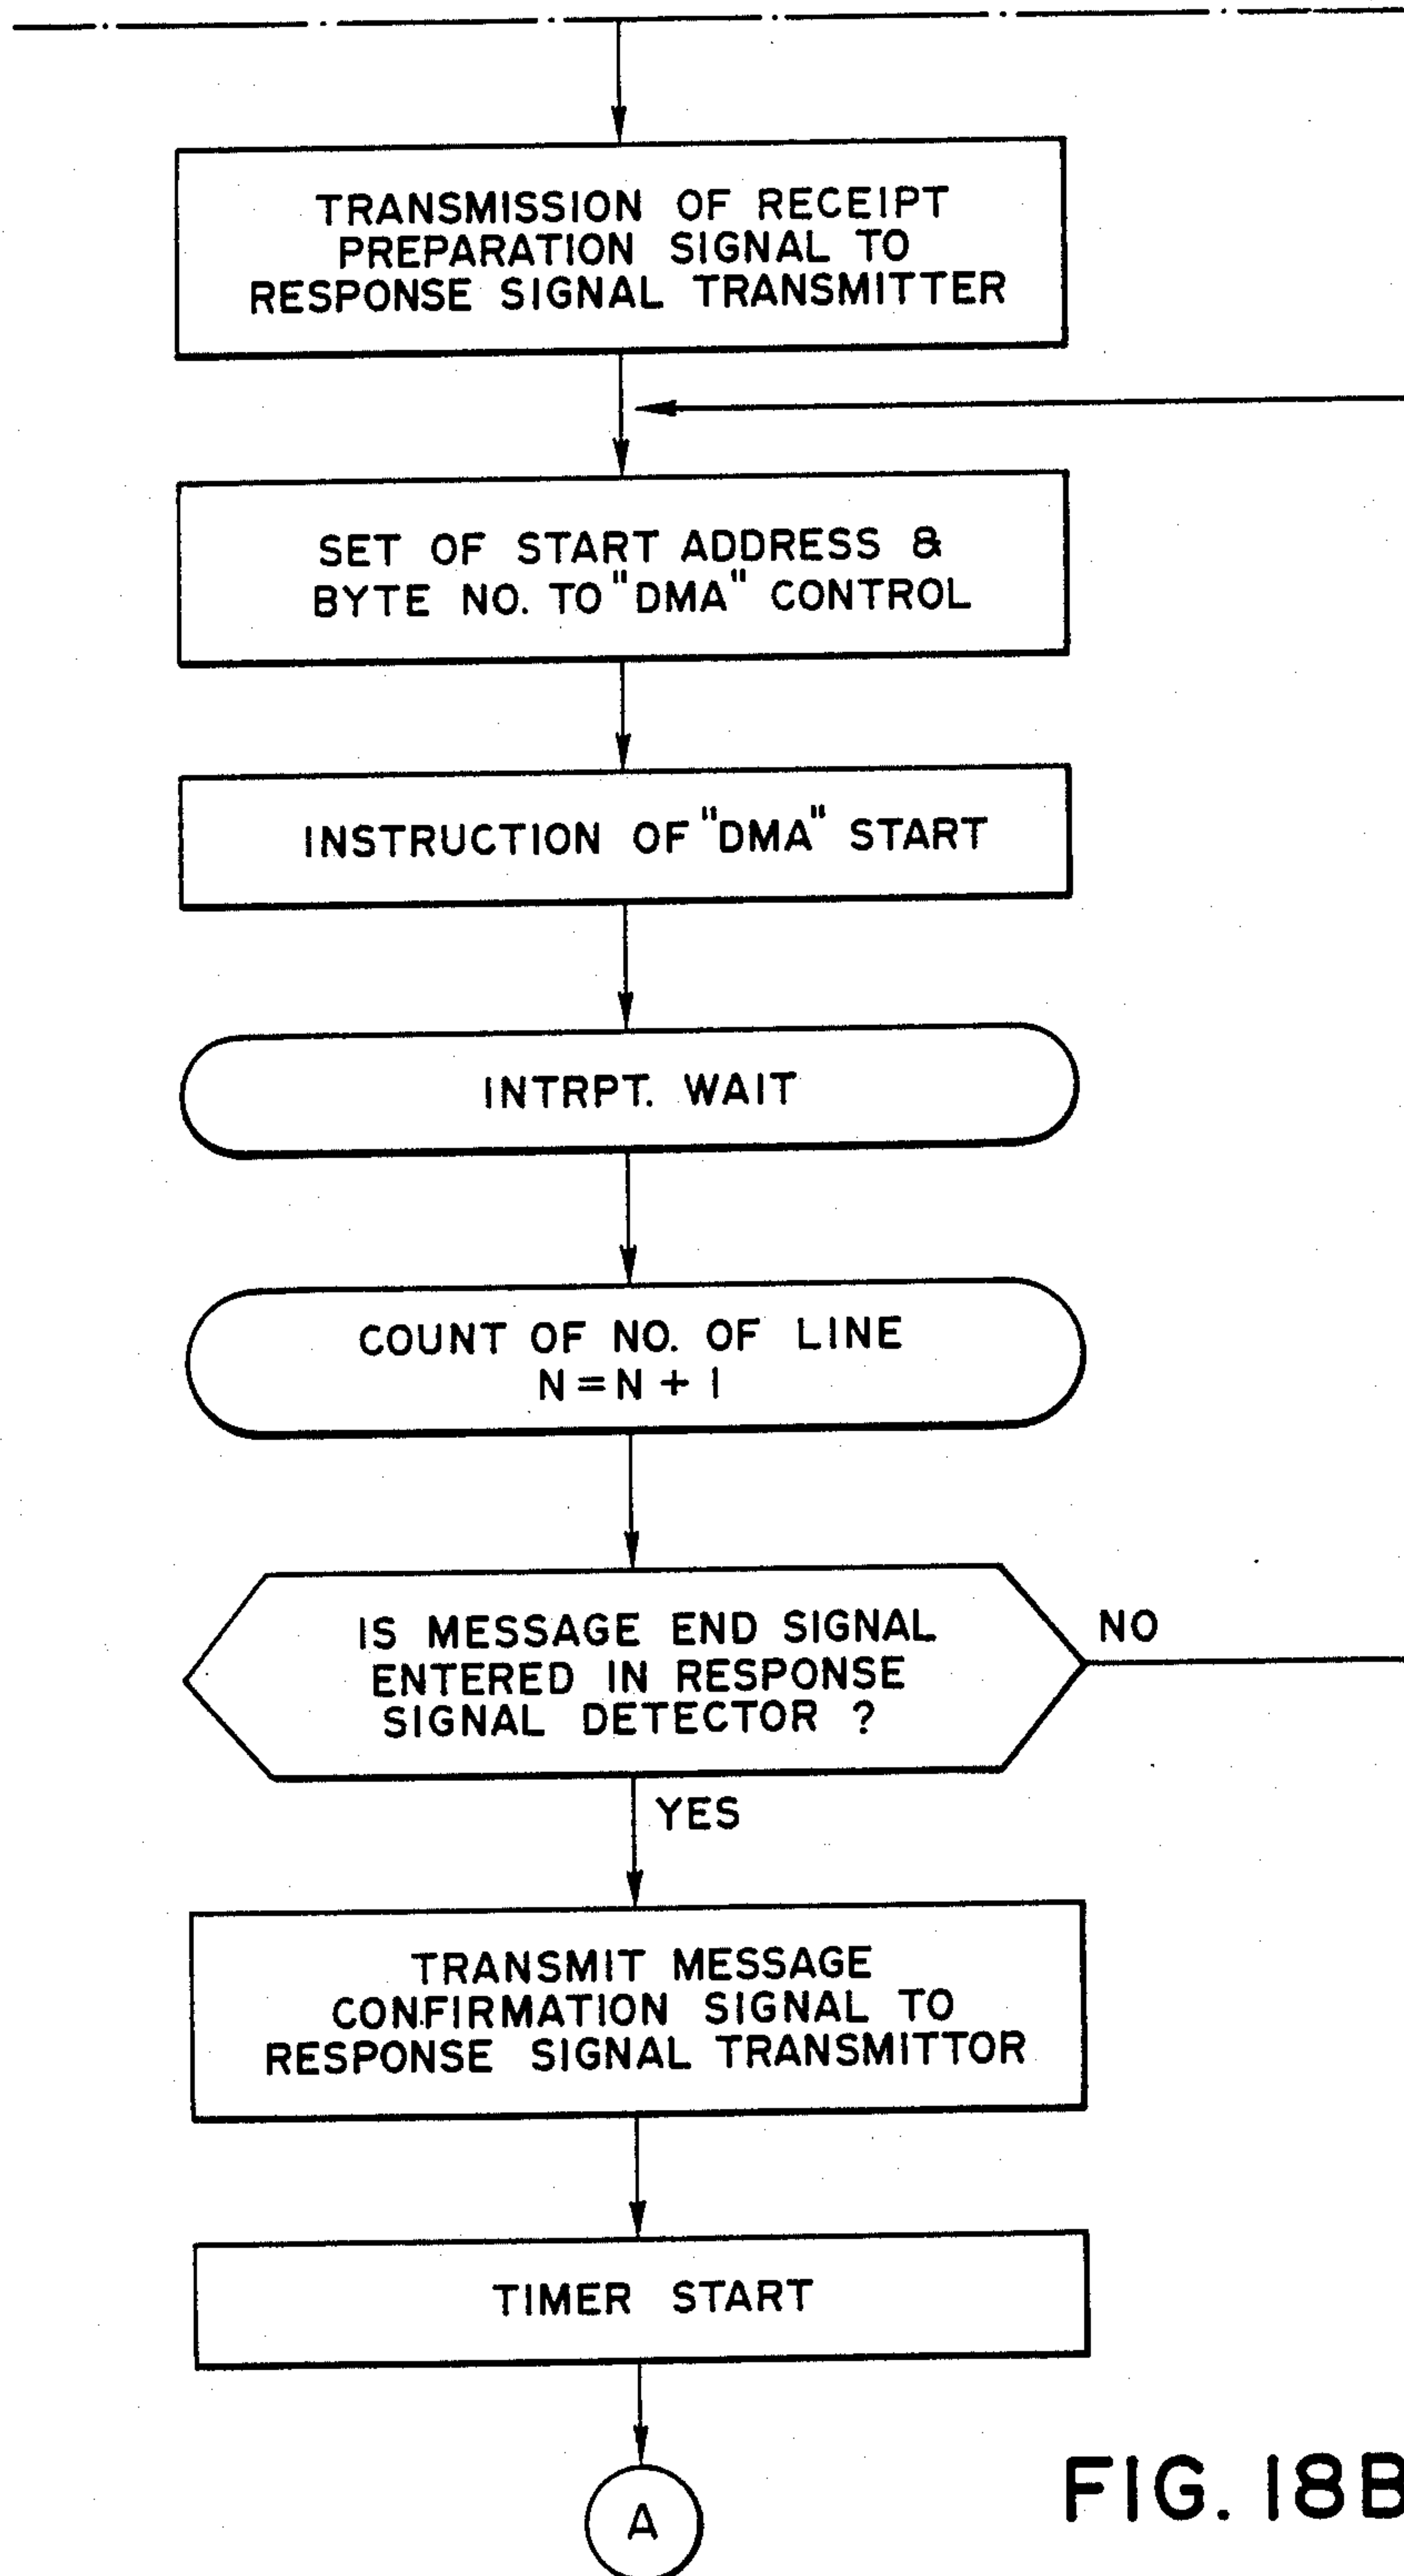 TRANSMISSION OF RECEIPT
PREPARATION SIGNAL TO
RESPONSE SIGNAL TRANSMITTER
SET OF START ADDRESS &
BYTE NO. TO "DMA" CONTROL
INSTRUCTION OF "DMA" START
INTRPT. WAIT
COUNT OF NO. OF LINE
N = N + 1
IS MESSAGE END SIGNAL
ENTERED IN RESPONSE
SIGNAL DETECTOR ?
NO
YES
TRANSMIT MESSAGE
CONFIRMATION SIGNAL TO
RESPONSE SIGNAL TRANSMITTOR
TIMER START
A
FIG. 18B